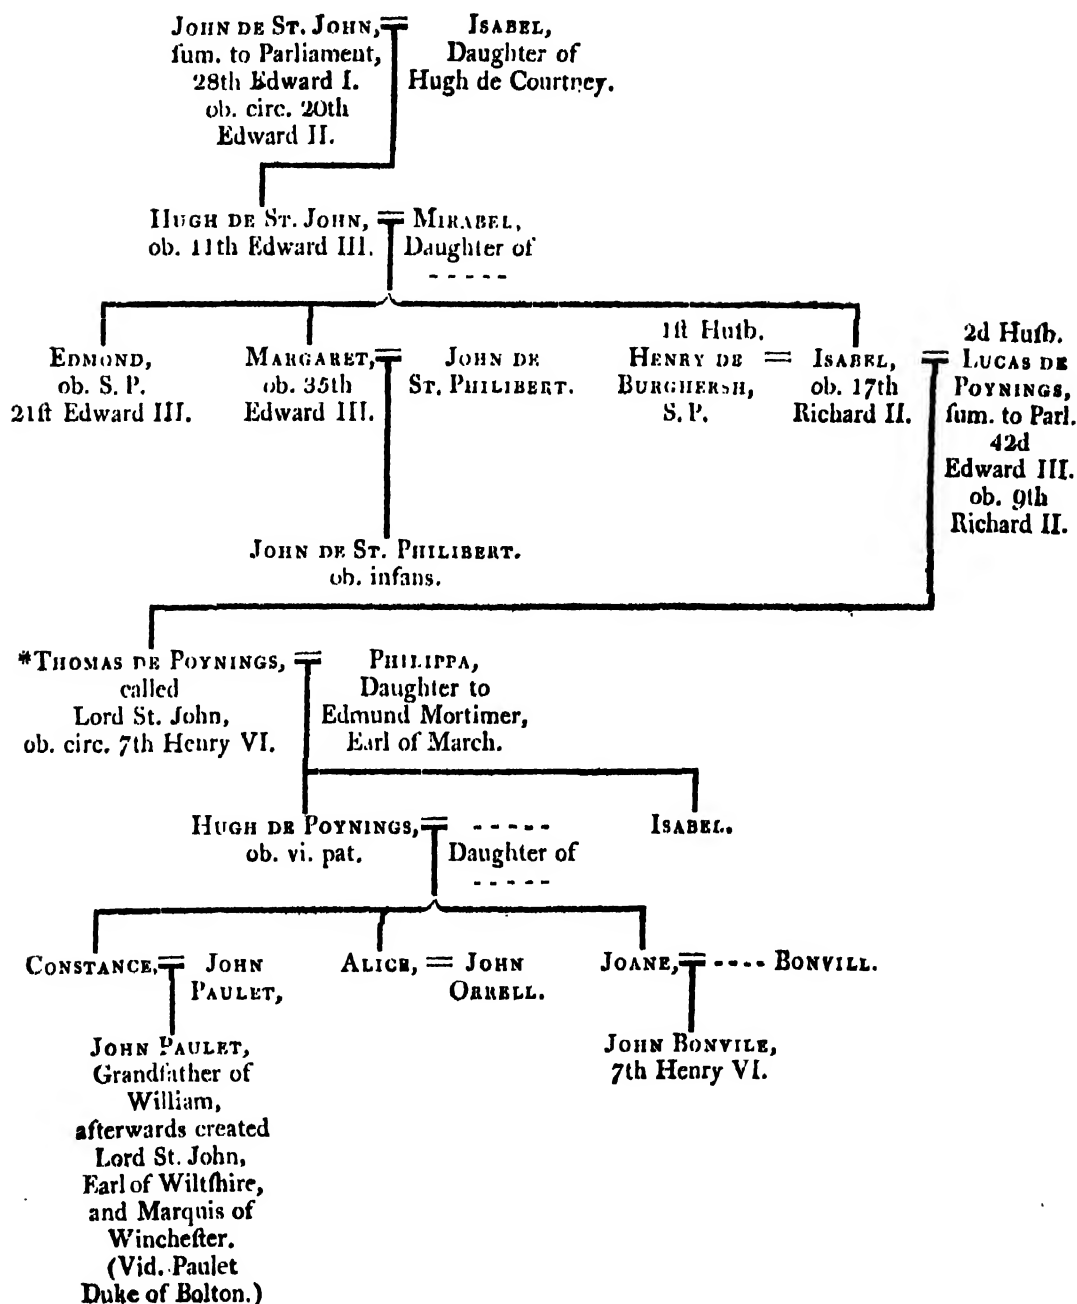 JOHN DE ST. JOHN,
ſum. to Parliament,
28th Edward I.
ob. circ. 20th
Edward II.
ISABEL,
Daughter of
Hugh de Courtney.
HUGH DE ST. JOHN,
ob. 11th Edward III.
MIRABEL,
Daughter of
- - - - -
EDMOND,
ob. S. P.
21ſt Edward III.
MARGARET,
ob. 35th
Edward III.
JOHN DE
ST. PHILIBERT.
1ſt Huſb.
HENRY DE
BURGHERSH,
S. P.
ISABEL,
ob. 17th
Richard II.
2d Huſb.
LUCAS DE
POYNINGS,
ſum. to Parl.
42d
Edward III.
ob. 9th
Richard II.
JOHN DE ST. PHILIBERT.
ob. infans.
*THOMAS DE POYNINGS,
called
Lord St. John,
ob. circ. 7th Henry VI.
PHILIPPA,
Daughter to
Edmund Mortimer,
Earl of March.
HUGH DE POYNINGS,
ob. vi. pat.
- - - - -
Daughter of
- - - - -
ISABEL.
CONSTANCE,
JOHN
PAULET,
ALICE,
JOHN
ORRELL.
JOANE,
- - - - BONVILL.
JOHN PAULET,
Grandfather of
William,
afterwards created
Lord St. John,
Earl of Wiltſhire,
and Marquis of
Wincheſter.
(Vid. Paulet
Duke of Bolton.)
JOHN BONVILE,
7th Henry VI.